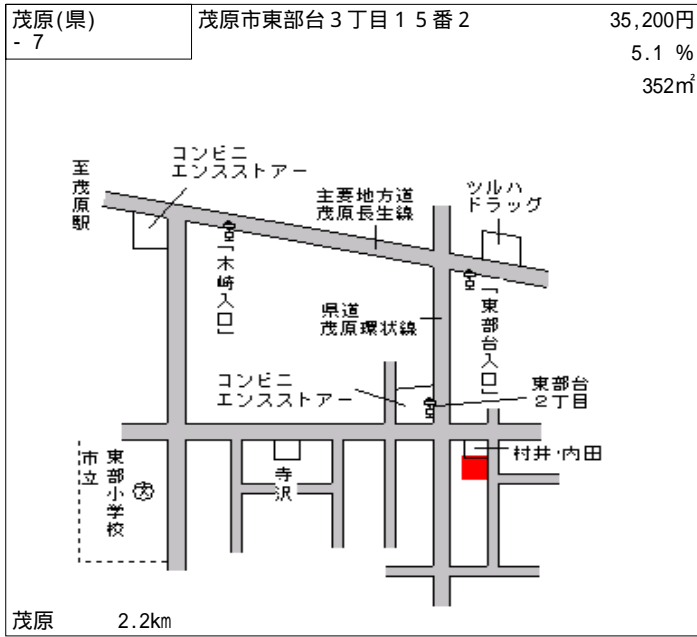 茂原(県)
- 7
茂原市東部台3丁目15番2
35,200円
5.1 %
352㎡
コンビニ
エンスストアー
至茂原駅
主要地方道
茂原長生線
ツルハ
ドラッグ
「木崎入口」
県道
茂原環状線
「東部台入口」
コンビニ
エンスストアー
東部台
2丁目
村井・内田
寺沢
市立
東部小学校
文
茂原 2.2km